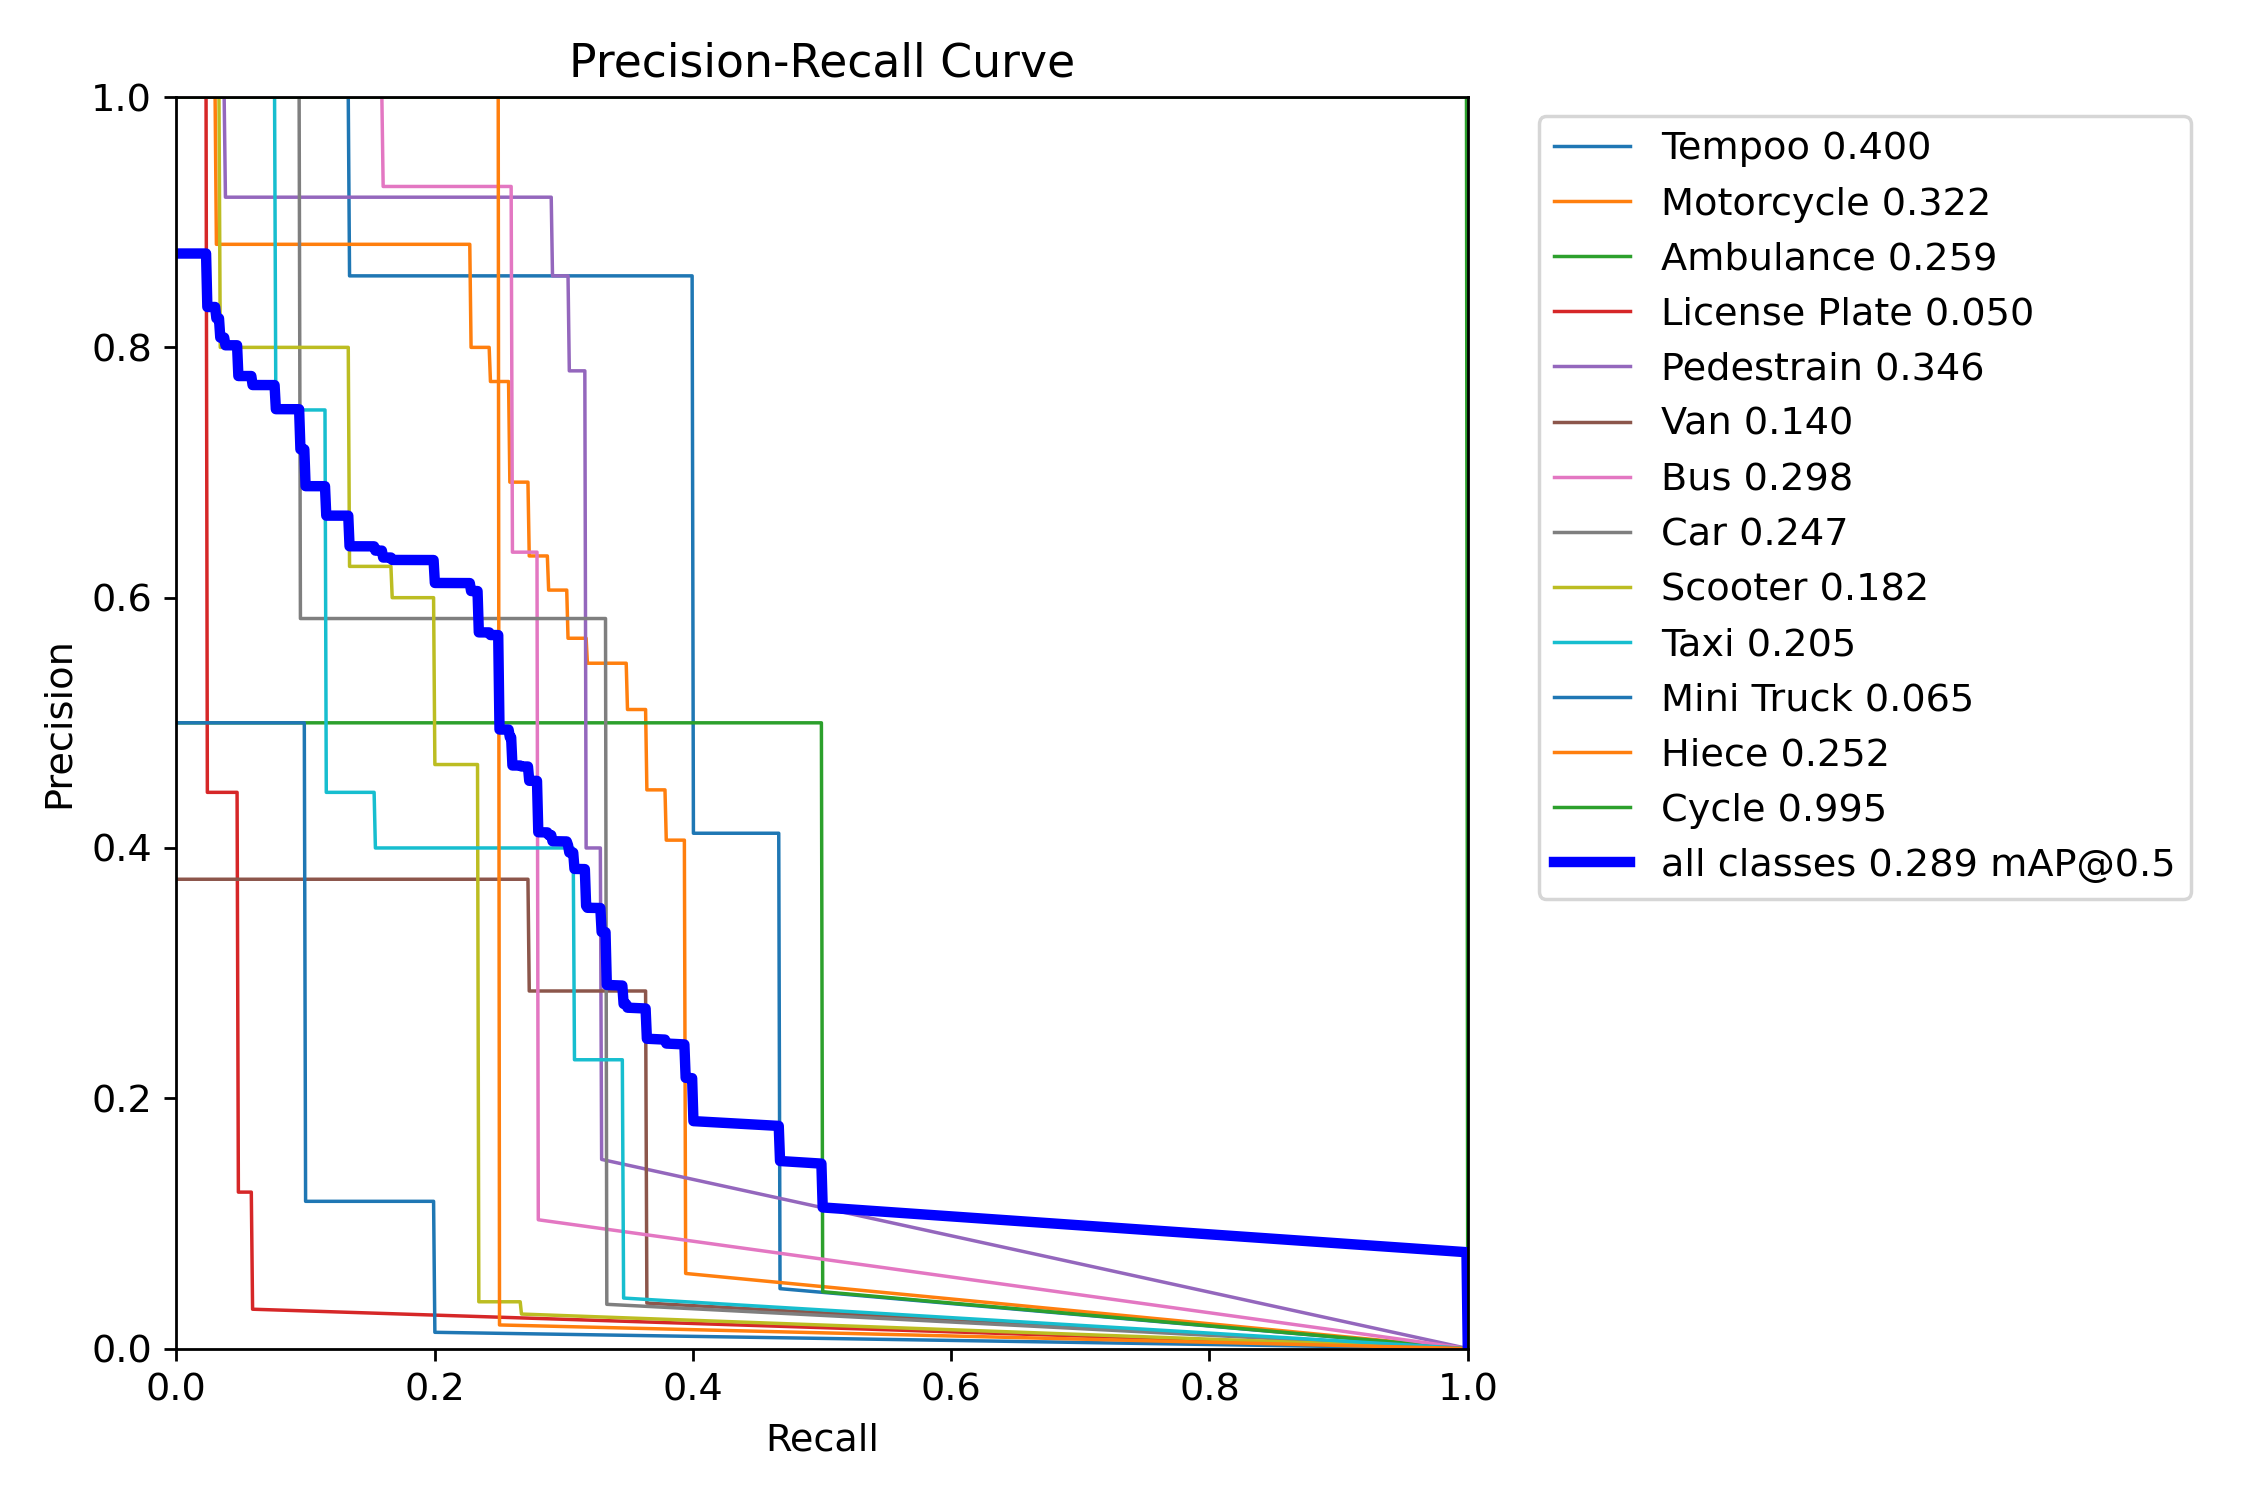 Precision-Recall Curve
1.0
0.8
0.6
0.4
0.2
0.0
Precision
0.0 0.2 0.4 0.6 0.8 1.0
Recall
Tempoo 0.400
Motorcycle 0.322
Ambulance 0.259
License Plate 0.050
Pedestrain 0.346
Van 0.140
Bus 0.298
Car 0.247
Scooter 0.182
Taxi 0.205
Mini Truck 0.065
Hiece 0.252
Cycle 0.995
all classes 0.289 mAP@0.5